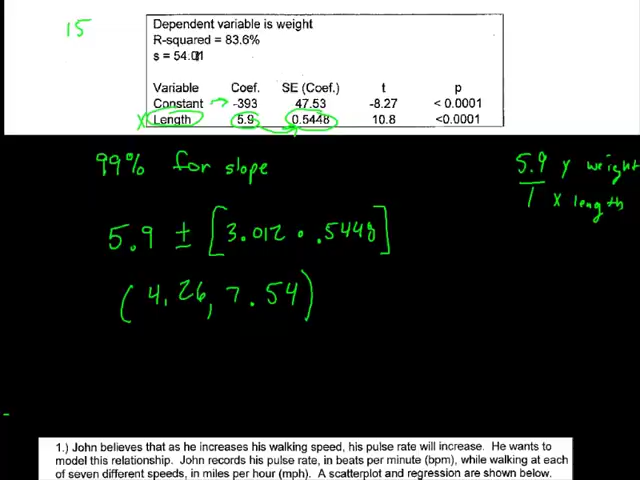 15
Dependent variable is weight
R-squared = 83.6%
s = 54.01
Variable Coef. SE (Coef.) t p
Constant → -393 47.53 -8.27 < 0.0001
X Length 5.9 0.5448 10.8 <0.0001
99% for slope
5.9 y weight
1 x length
5.9 ± [3.012 · .5448]
(4.26, 7.54)
1.) John believes that as he increases his walking speed, his pulse rate will increase. He wants to
model this relationship. John records his pulse rate, in beats per minute (bpm), while walking at each
of seven different speeds, in miles per hour (mph). A scatterplot and regression are shown below.